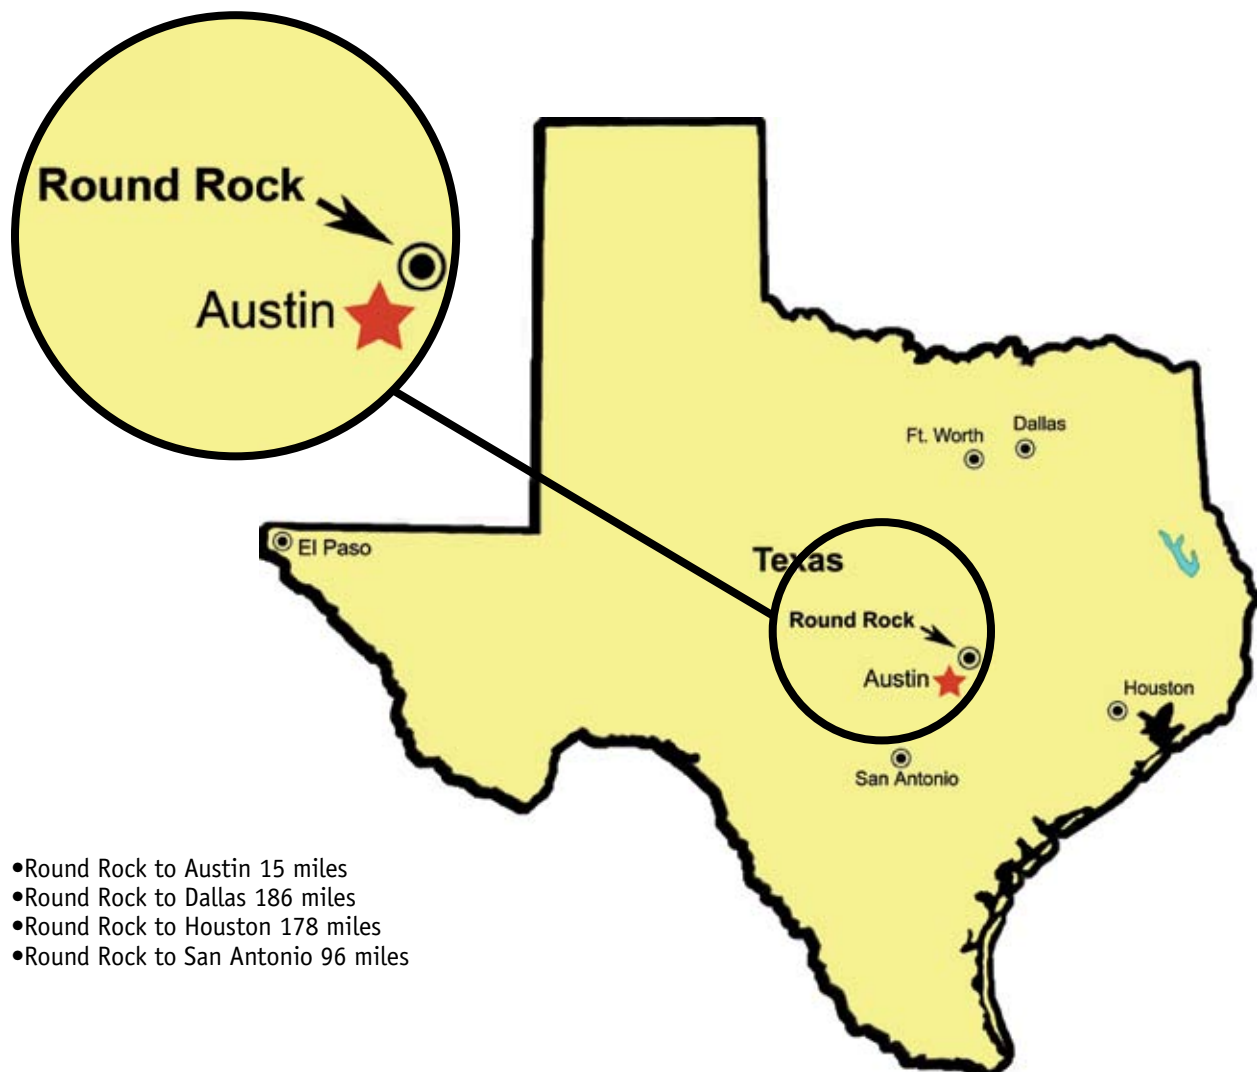 Round Rock
Austin
Ft. Worth
Dallas
El Paso
Texas
Round Rock
Austin
Houston
San Antonio
•Round Rock to Austin 15 miles
•Round Rock to Dallas 186 miles
•Round Rock to Houston 178 miles
•Round Rock to San Antonio 96 miles